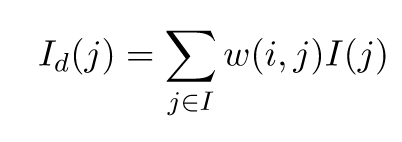 I_d(j) = \sum_{j \in I} w(i, j) I(j)